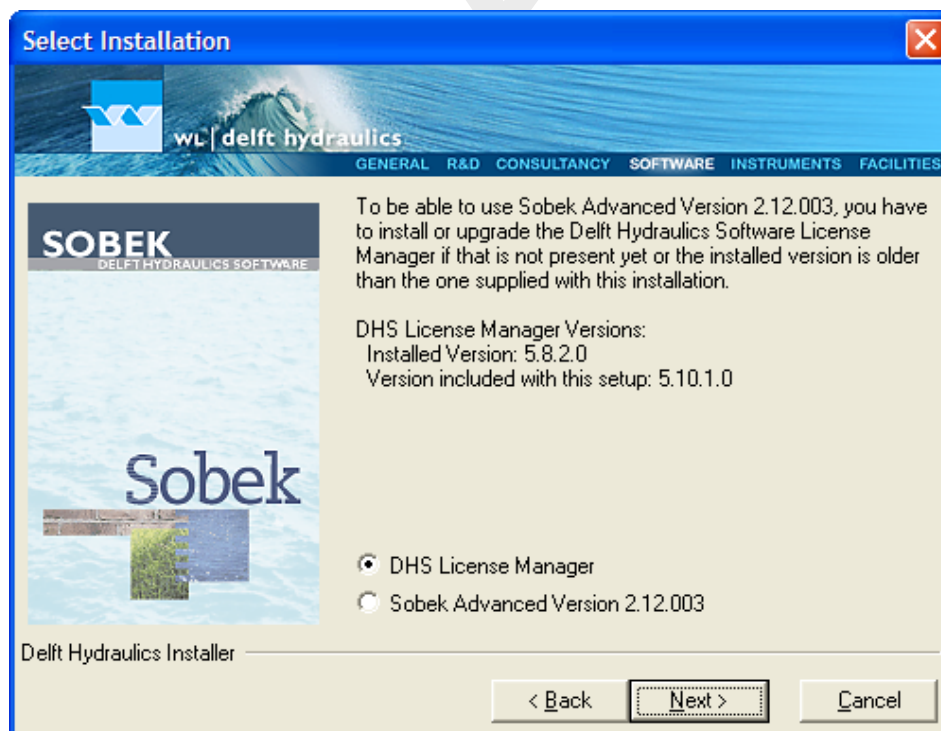 Select Installation
wL | delft hydraulics
GENERAL R&D CONSULTANCY SOFTWARE INSTRUMENTS FACILITIES
SOBEK
DELFT HYDRAULICS SOFTWARE
Sobek
To be able to use Sobek Advanced Version 2.12.003, you have
to install or upgrade the Delft Hydraulics Software License
Manager if that is not present yet or the installed version is older
than the one supplied with this installation.
DHS License Manager Versions:
Installed Version: 5.8.2.0
Version included with this setup: 5.10.1.0
DHS License Manager
Sobek Advanced Version 2.12.003
Delft Hydraulics Installer
< Back Next > Cancel